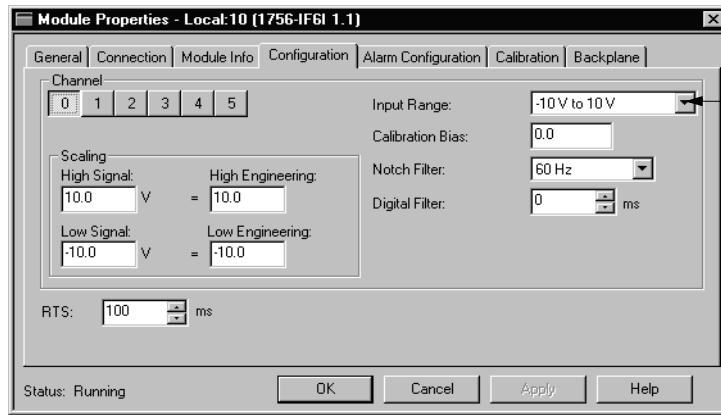 Module Properties - Local:10 (1756-IF6I 1.1)
General Connection Module Info Configuration Alarm Configuration Calibration Backplane
Channel
0 1 2 3 4 5
Input Range: -10 V to 10 V
Calibration Bias: 0.0
Scaling
High Signal: High Engineering:
10.0 V = 10.0
Notch Filter: 60 Hz
Digital Filter: 0 ms
Low Signal: Low Engineering:
-10.0 V = -10.0
RTS: 100 ms
Status: Running
OK Cancel Apply Help